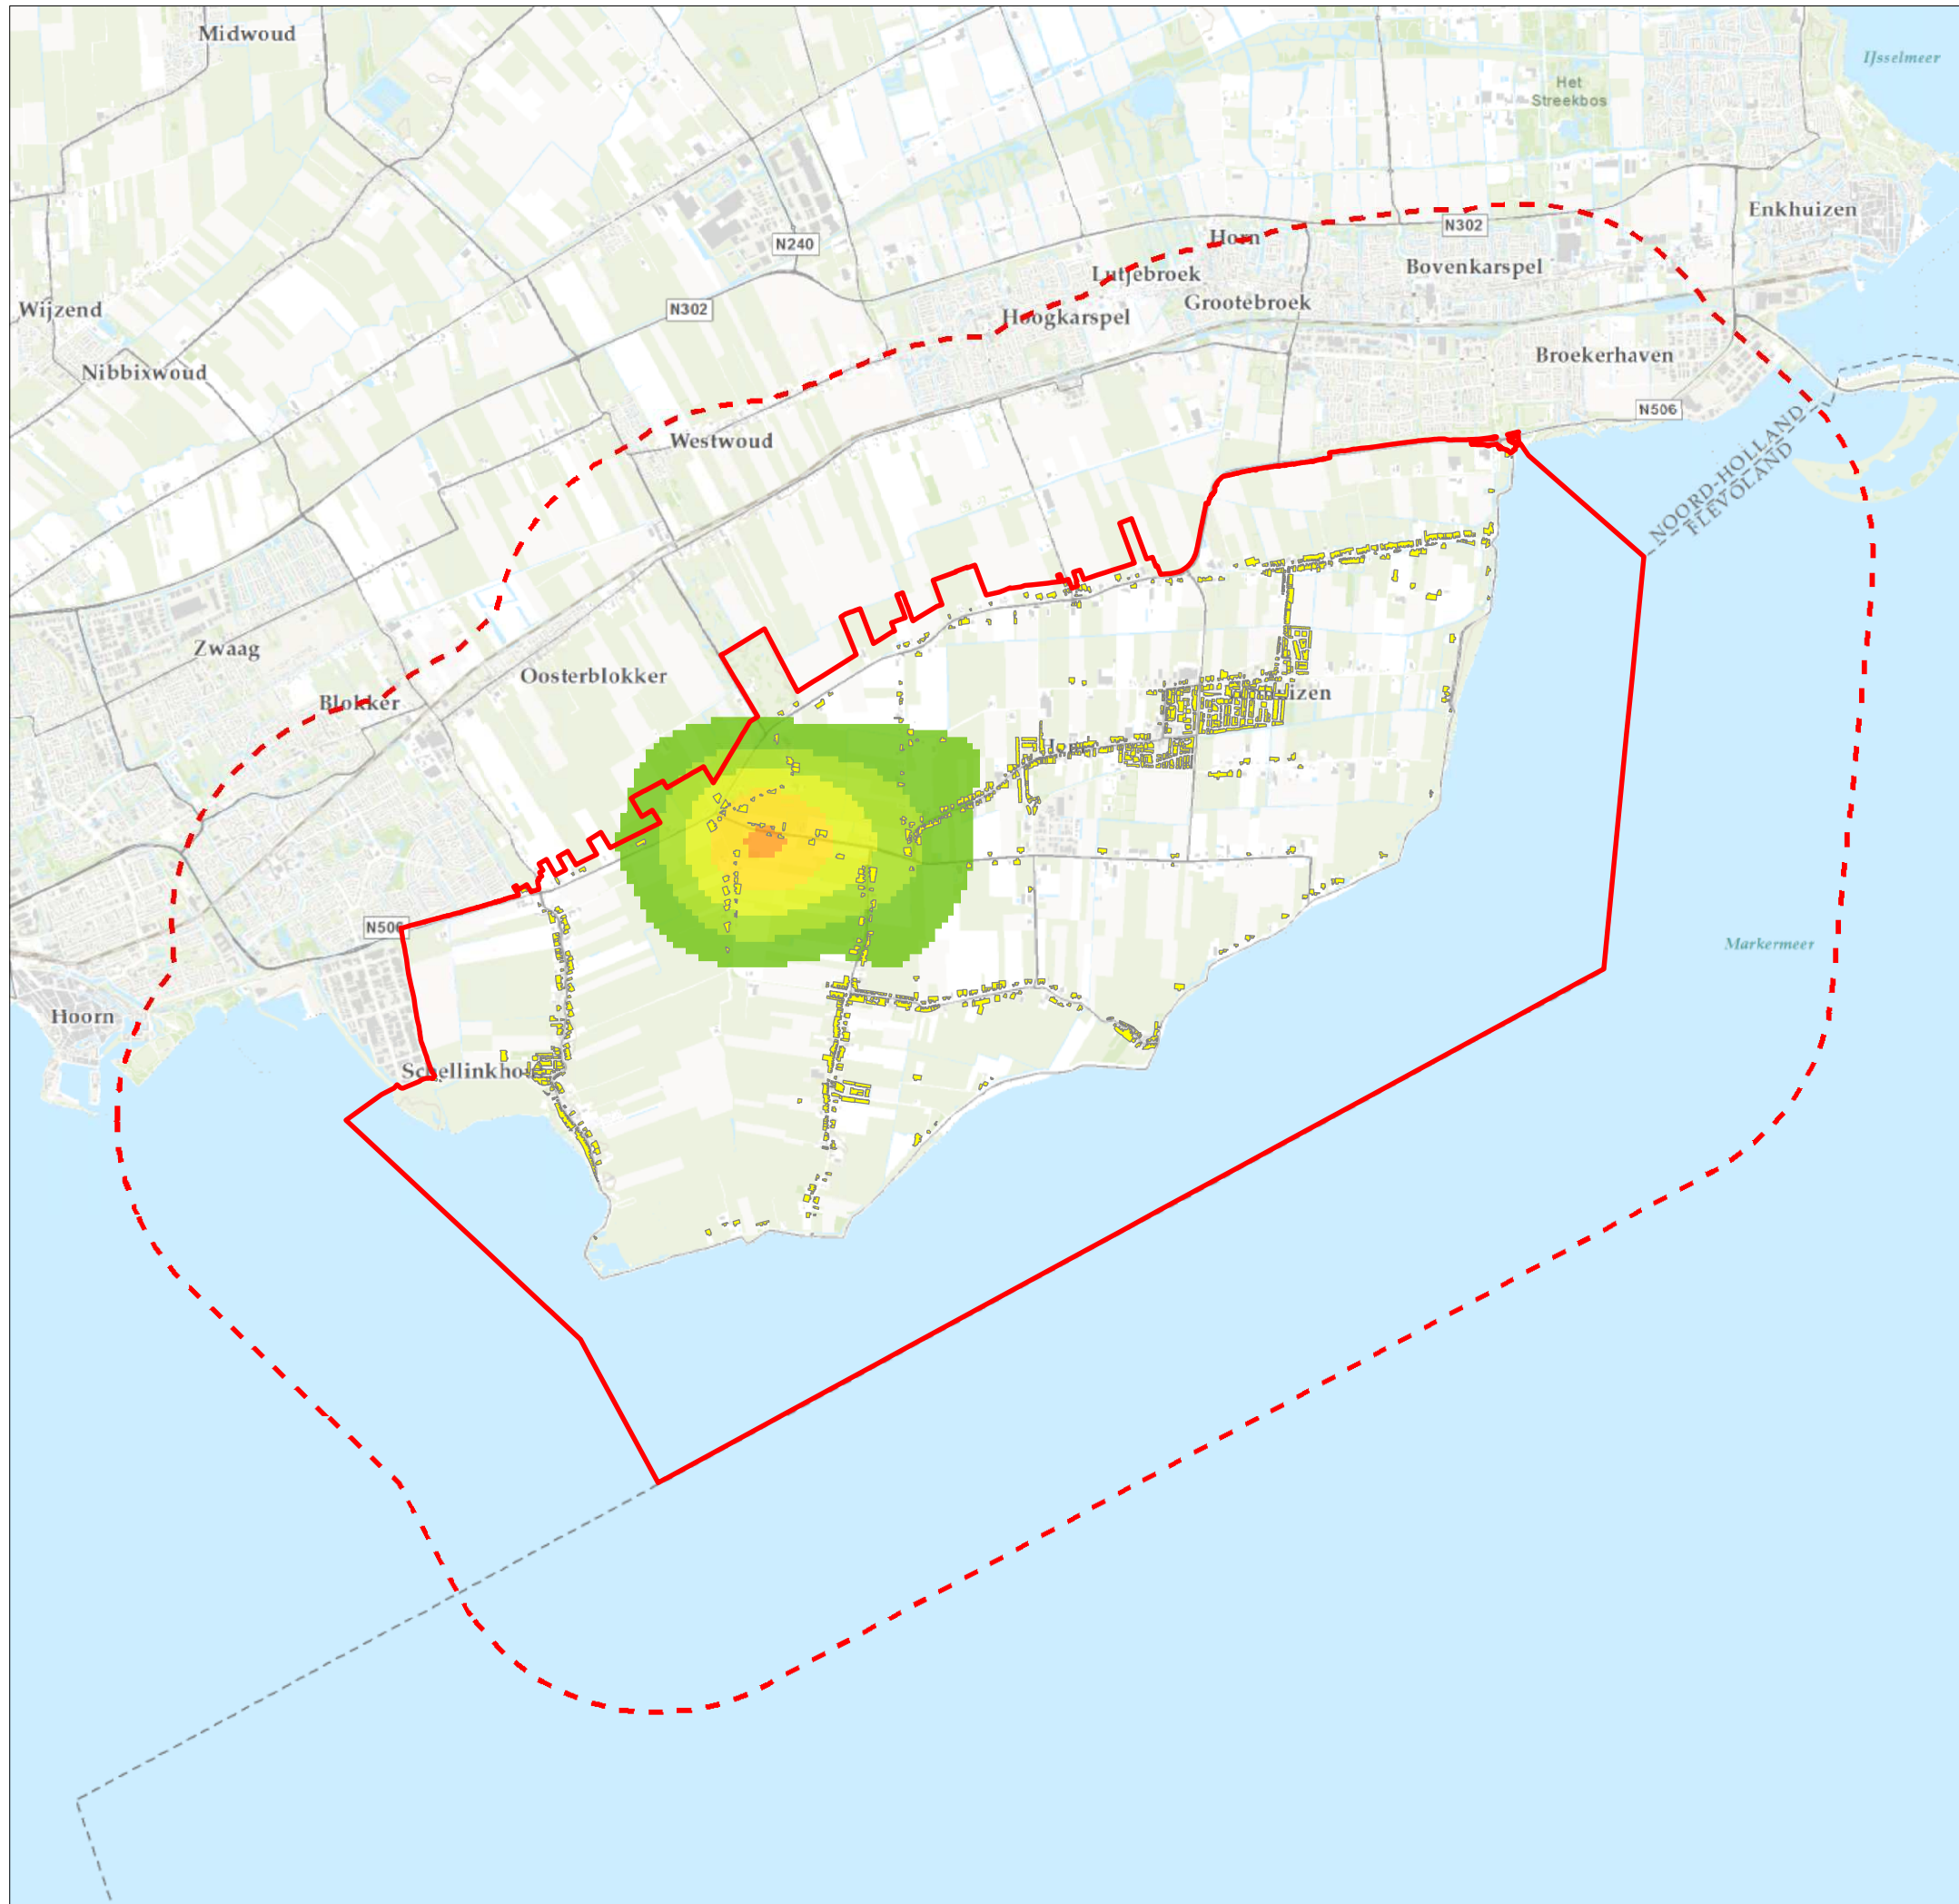 Midwoud
IJsselmeer
Het
Streekbos
Enkhuizen
N302
Horn
N240
Bovenkarspel
Lutjebroek
Grootebroek
Wijzend
N302
Hoogkarspel
Broekerhaven
Nibbixwoud
N506
Westwoud
NOORD-HOLLAND
FLEVOLAND
Zwaag
Oosterblokker
Blokker
N506
Markermeer
Hoorn